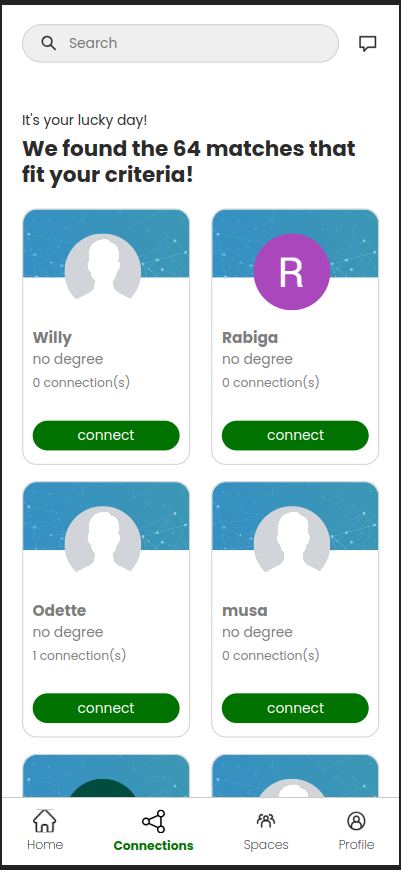 Search
It's your lucky day!
We found the 64 matches that
fit your criteria!
Willy
no degree
0 connection(s)
connect
R
Rabiga
no degree
0 connection(s)
connect
Odette
no degree
1 connection(s)
connect
musa
no degree
0 connection(s)
connect
Home
Connections
Spaces
Profile